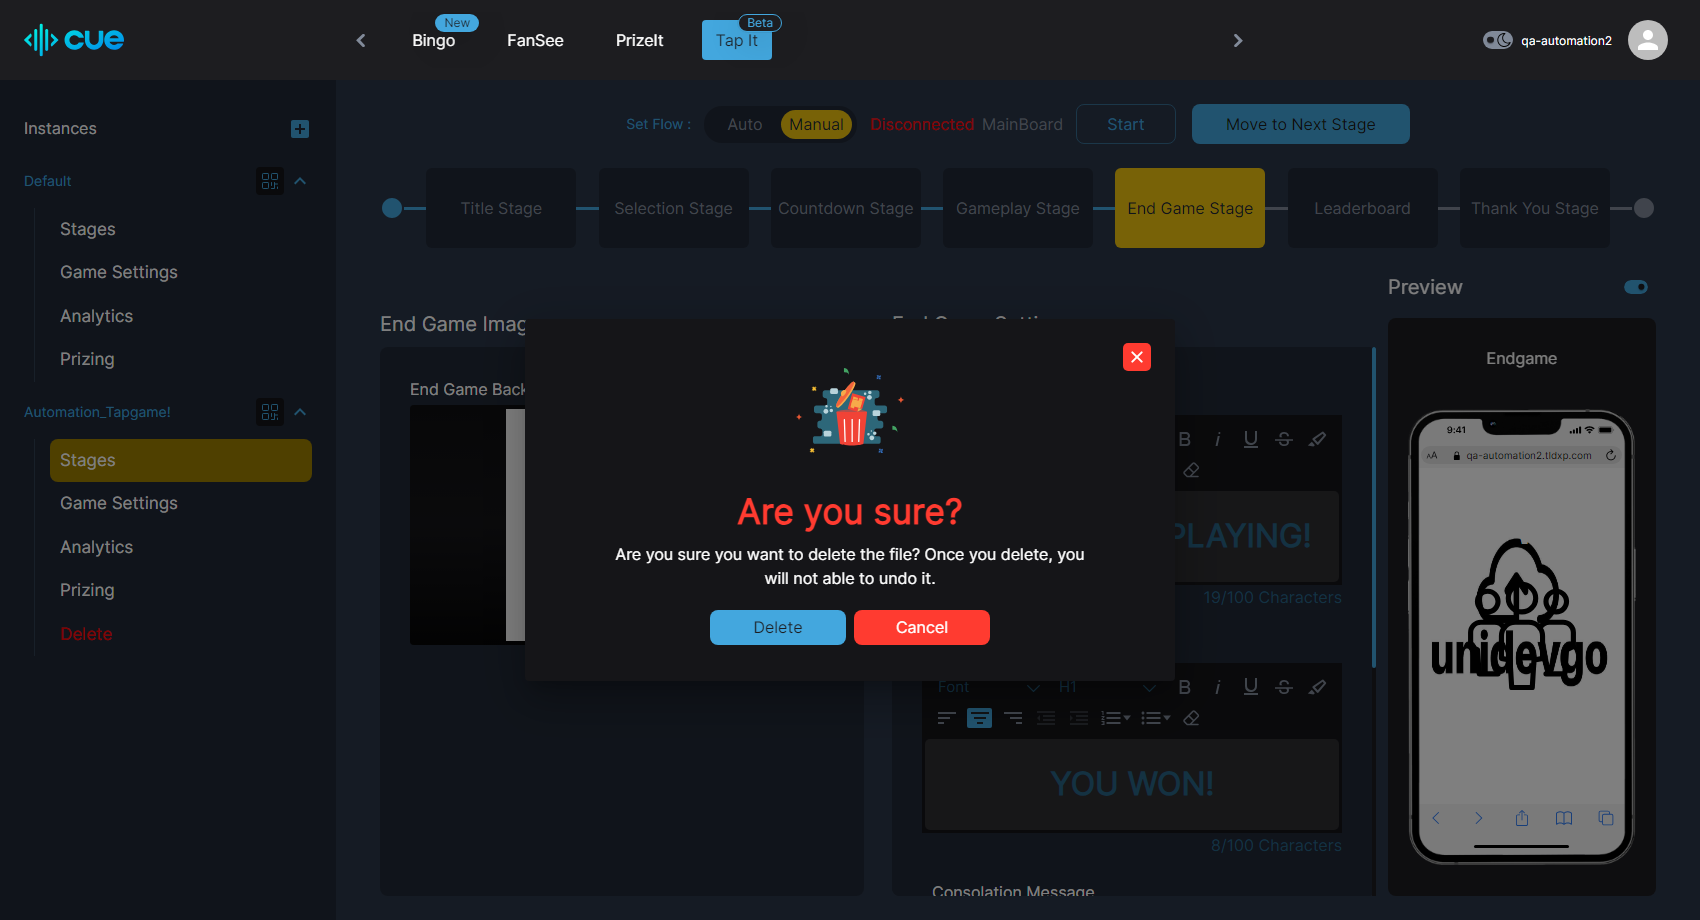 cue
New
Bingo
FanSee
PrizeIt
Beta
Tap It
qa-automation2
Instances
Default
Stages
Game Settings
Analytics
Prizing
Automation_Tapgame!
Stages
Game Settings
Analytics
Prizing
Delete
Set Flow :
Auto
Manual
Disconnected MainBoard
Start
Move to Next Stage
Title Stage
Selection Stage
Countdown Stage
Gameplay Stage
End Game Stage
Leaderboard
Thank You Stage
End Game Imag
End Game Back
Are you sure?
Are you sure you want to delete the file? Once you delete, you
will not able to undo it.
Delete
Cancel
B i U S
PLAYING!
19/100 Characters
Font
H1
B i U S
YOU WON!
8/100 Characters
Consolation Message
Preview
Endgame
9:41
AA
qa-automation2.tldxp.com
unidevgo